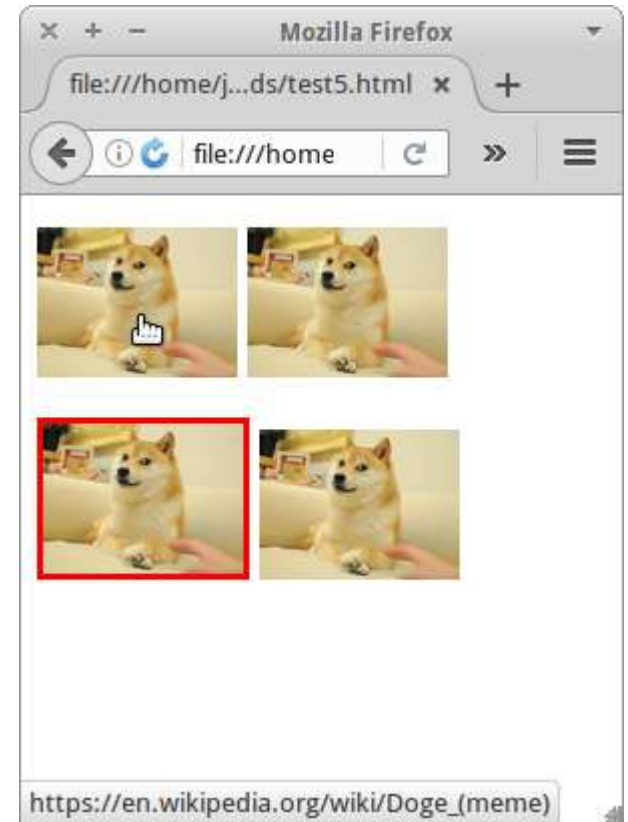 Mozilla Firefox
file:///home/j...ds/test5.html
file:///home
https://en.wikipedia.org/wiki/Doge_(meme)